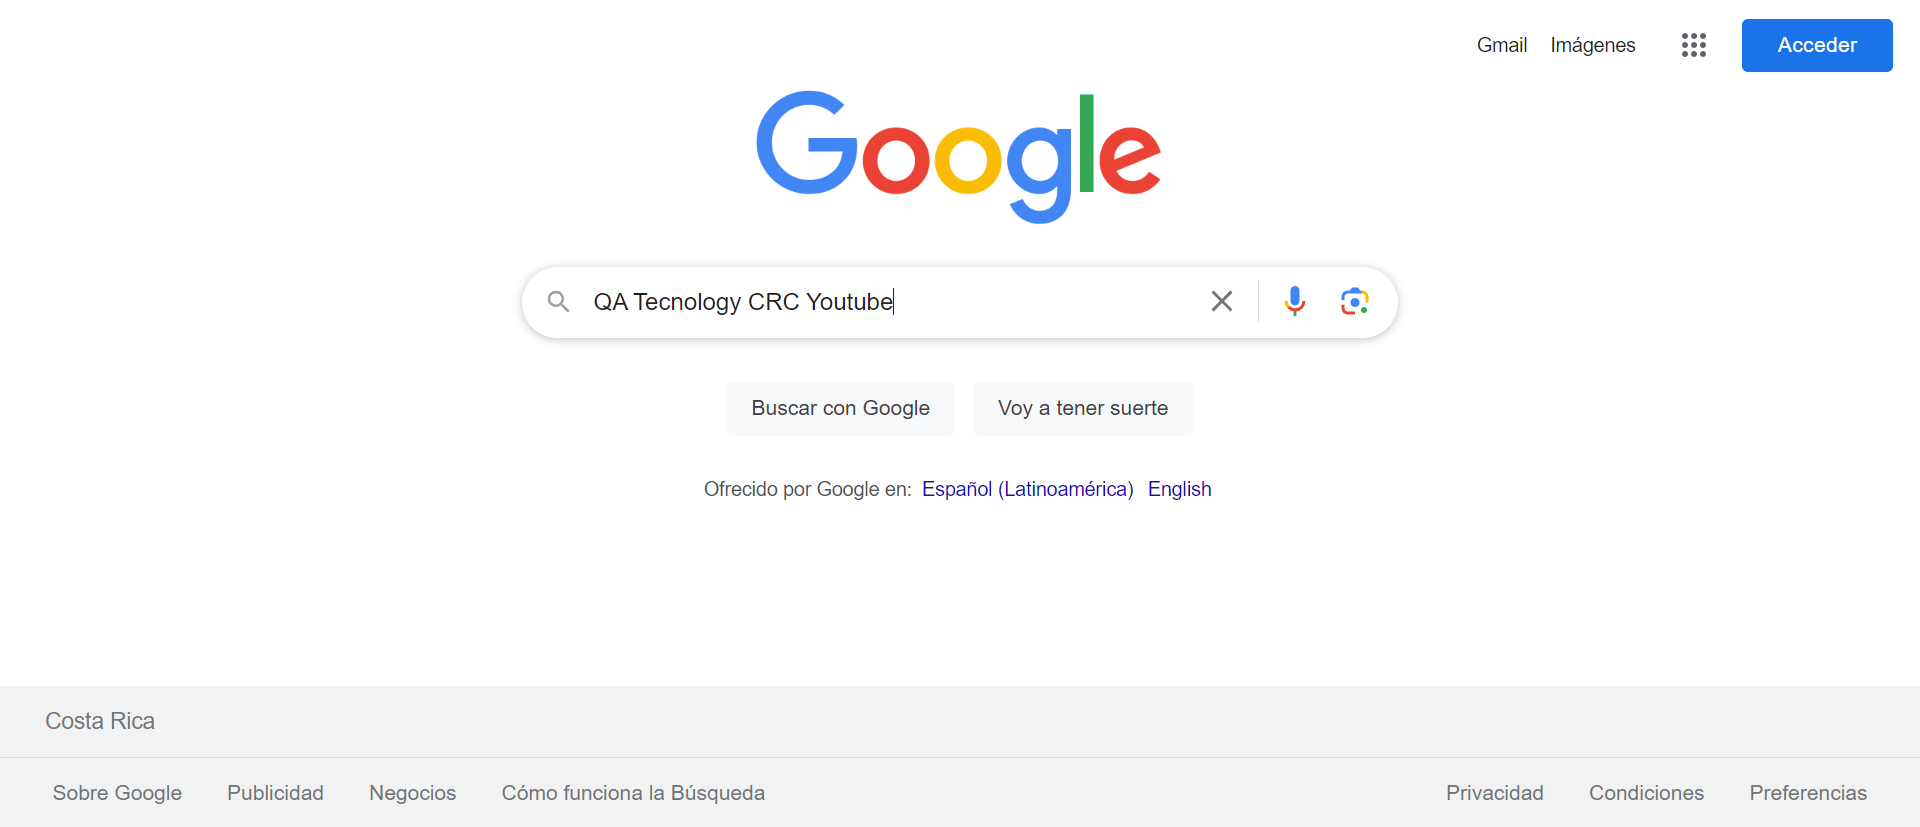 Gmail Imágenes Acceder
Google
QA Tecnology CRC Youtube
Buscar con Google Voy a tener suerte
Ofrecido por Google en: Español (Latinoamérica) English
Costa Rica
Sobre Google Publicidad Negocios Cómo funciona la Búsqueda Privacidad Condiciones Preferencias